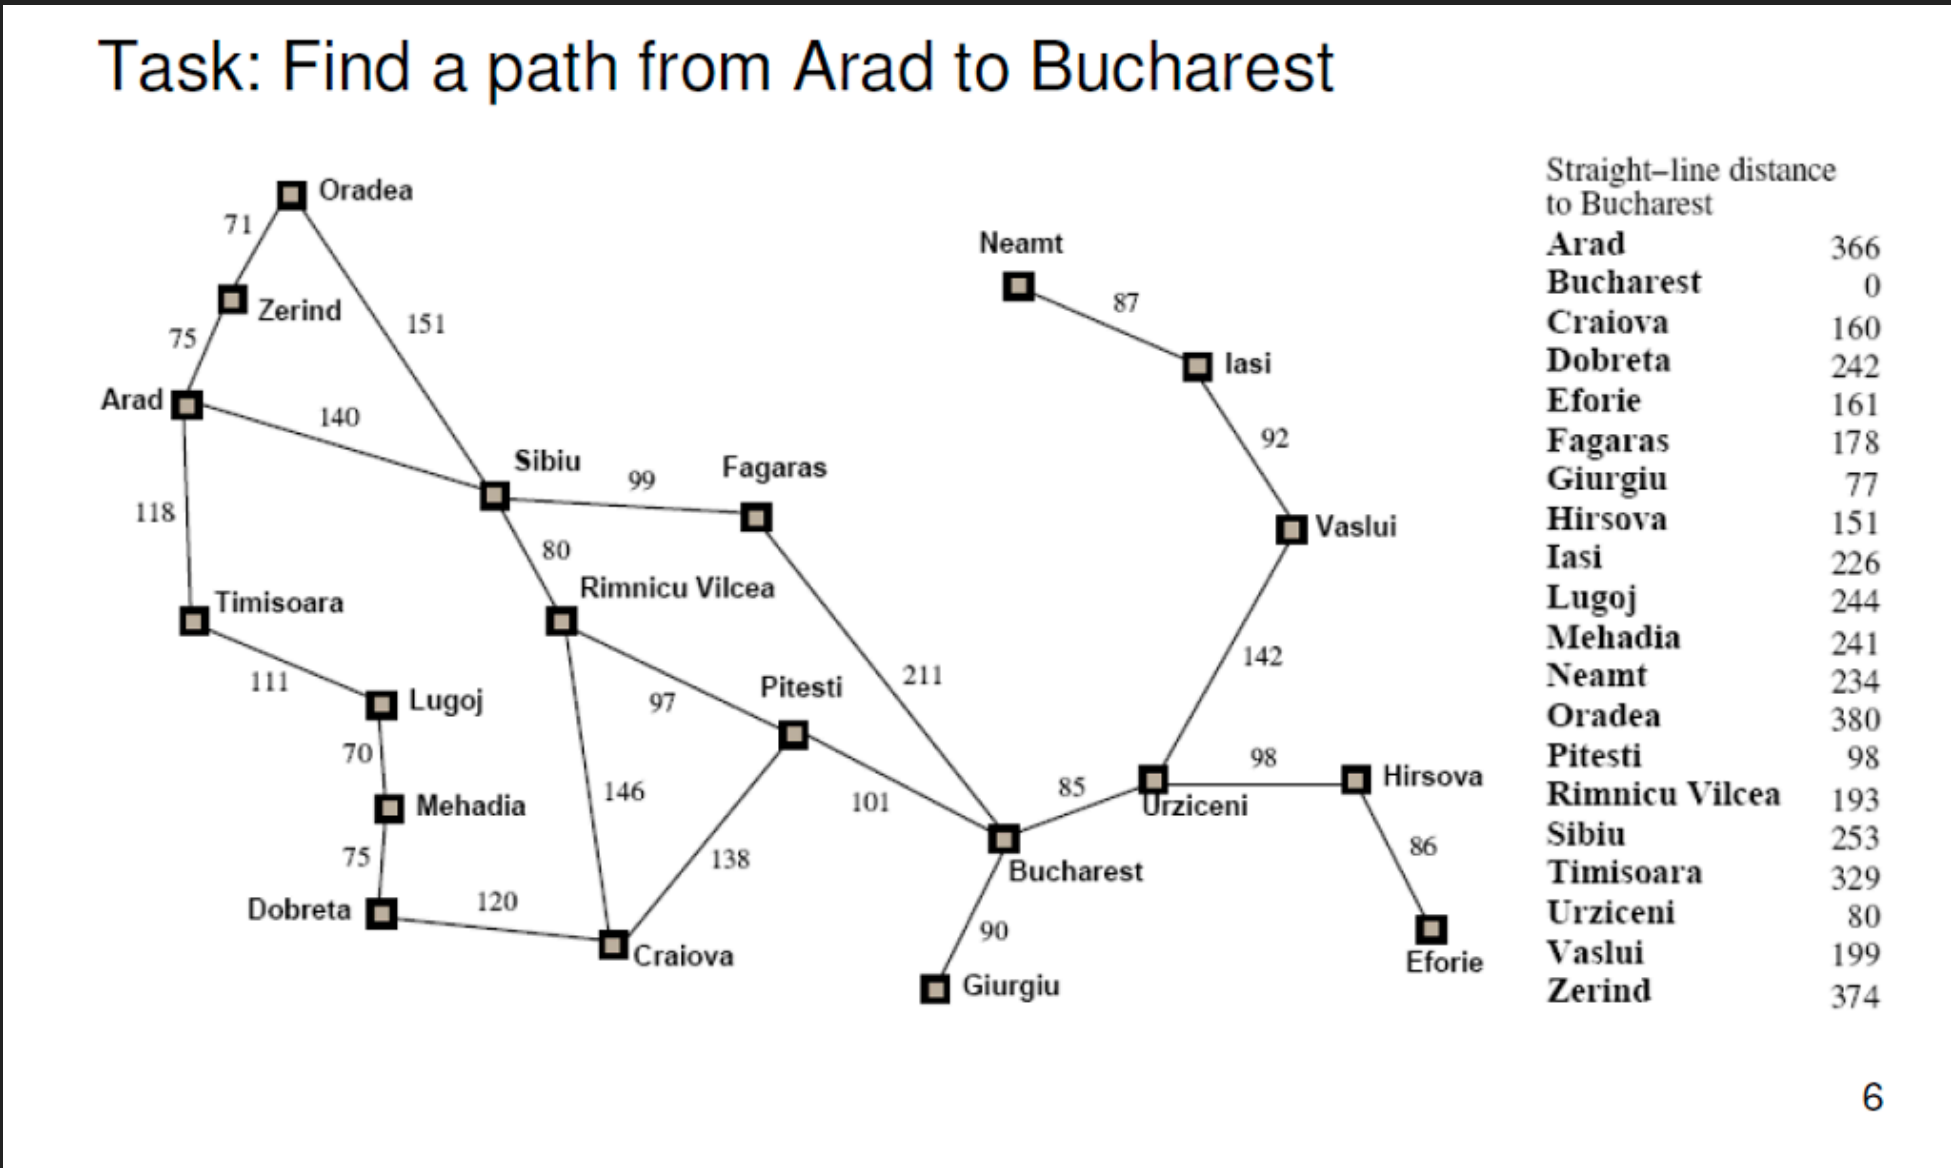 Task: Find a path from Arad to Bucharest
Oradea
71
Zerind
75
151
Arad
140
Sibiu
99
Fagaras
118
80
Timisoara
Rimnicu Vilcea
111
Lugoj
97
Pitesti
211
70
Mehadia
146
101
75
138
Dobreta
120
Craiova
Neamt
87
Iasi
92
Vaslui
142
98
Hirsova
85
Urziceni
86
Bucharest
90
Eforie
Giurgiu
Straight–line distance
to Bucharest
Arad 366
Bucharest 0
Craiova 160
Dobreta 242
Eforie 161
Fagaras 178
Giurgiu 77
Hirsova 151
Iasi 226
Lugoj 244
Mehadia 241
Neamt 234
Oradea 380
Pitesti 98
Rimnicu Vilcea 193
Sibiu 253
Timisoara 329
Urziceni 80
Vaslui 199
Zerind 374
6